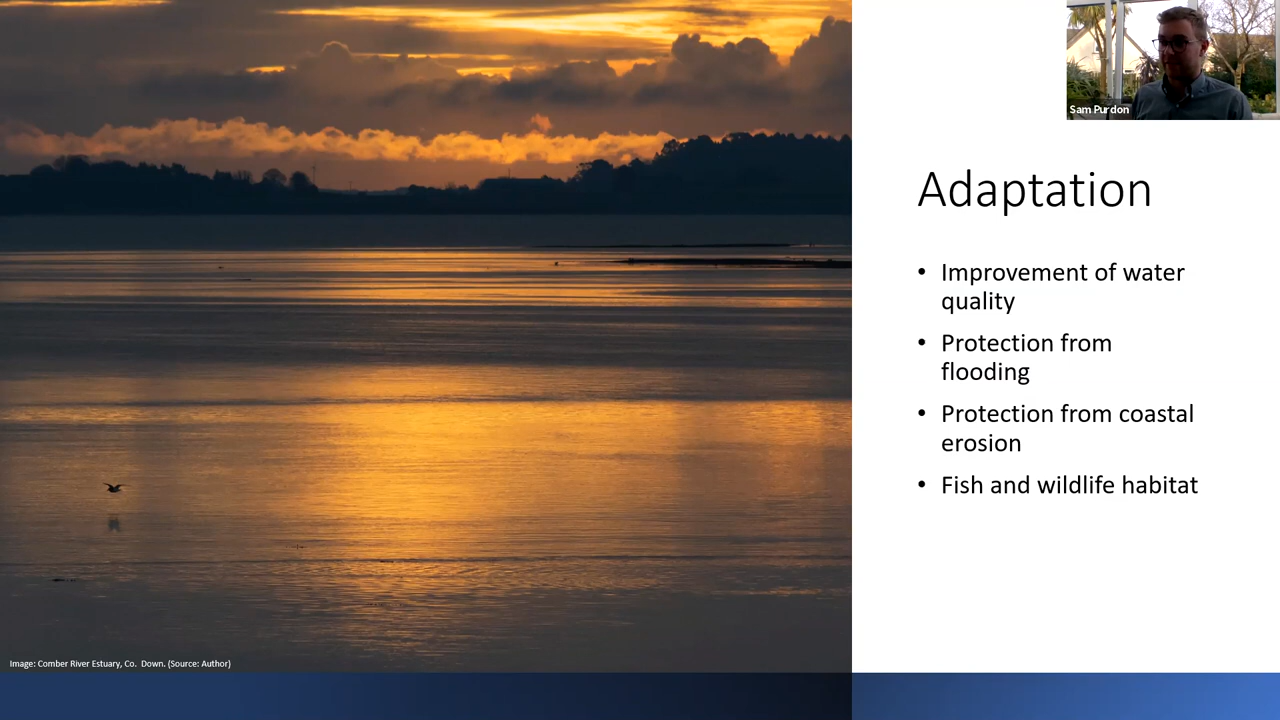 Sam Purdon
Adaptation
• Improvement of water
quality
• Protection from
flooding
• Protection from coastal
erosion
• Fish and wildlife habitat
Image: Comber River Estuary, Co.  Down. (Source: Author)